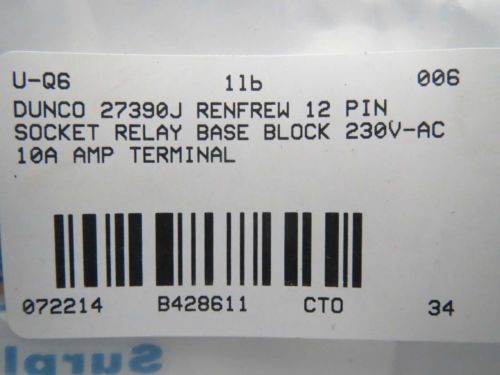 U-Q6 1lb 006
DUNCO 27390J RENFREW 12 PIN
SOCKET RELAY BASE BLOCK 230V-AC
10A AMP TERMINAL
072214 B428611 CTO 34
Surpl